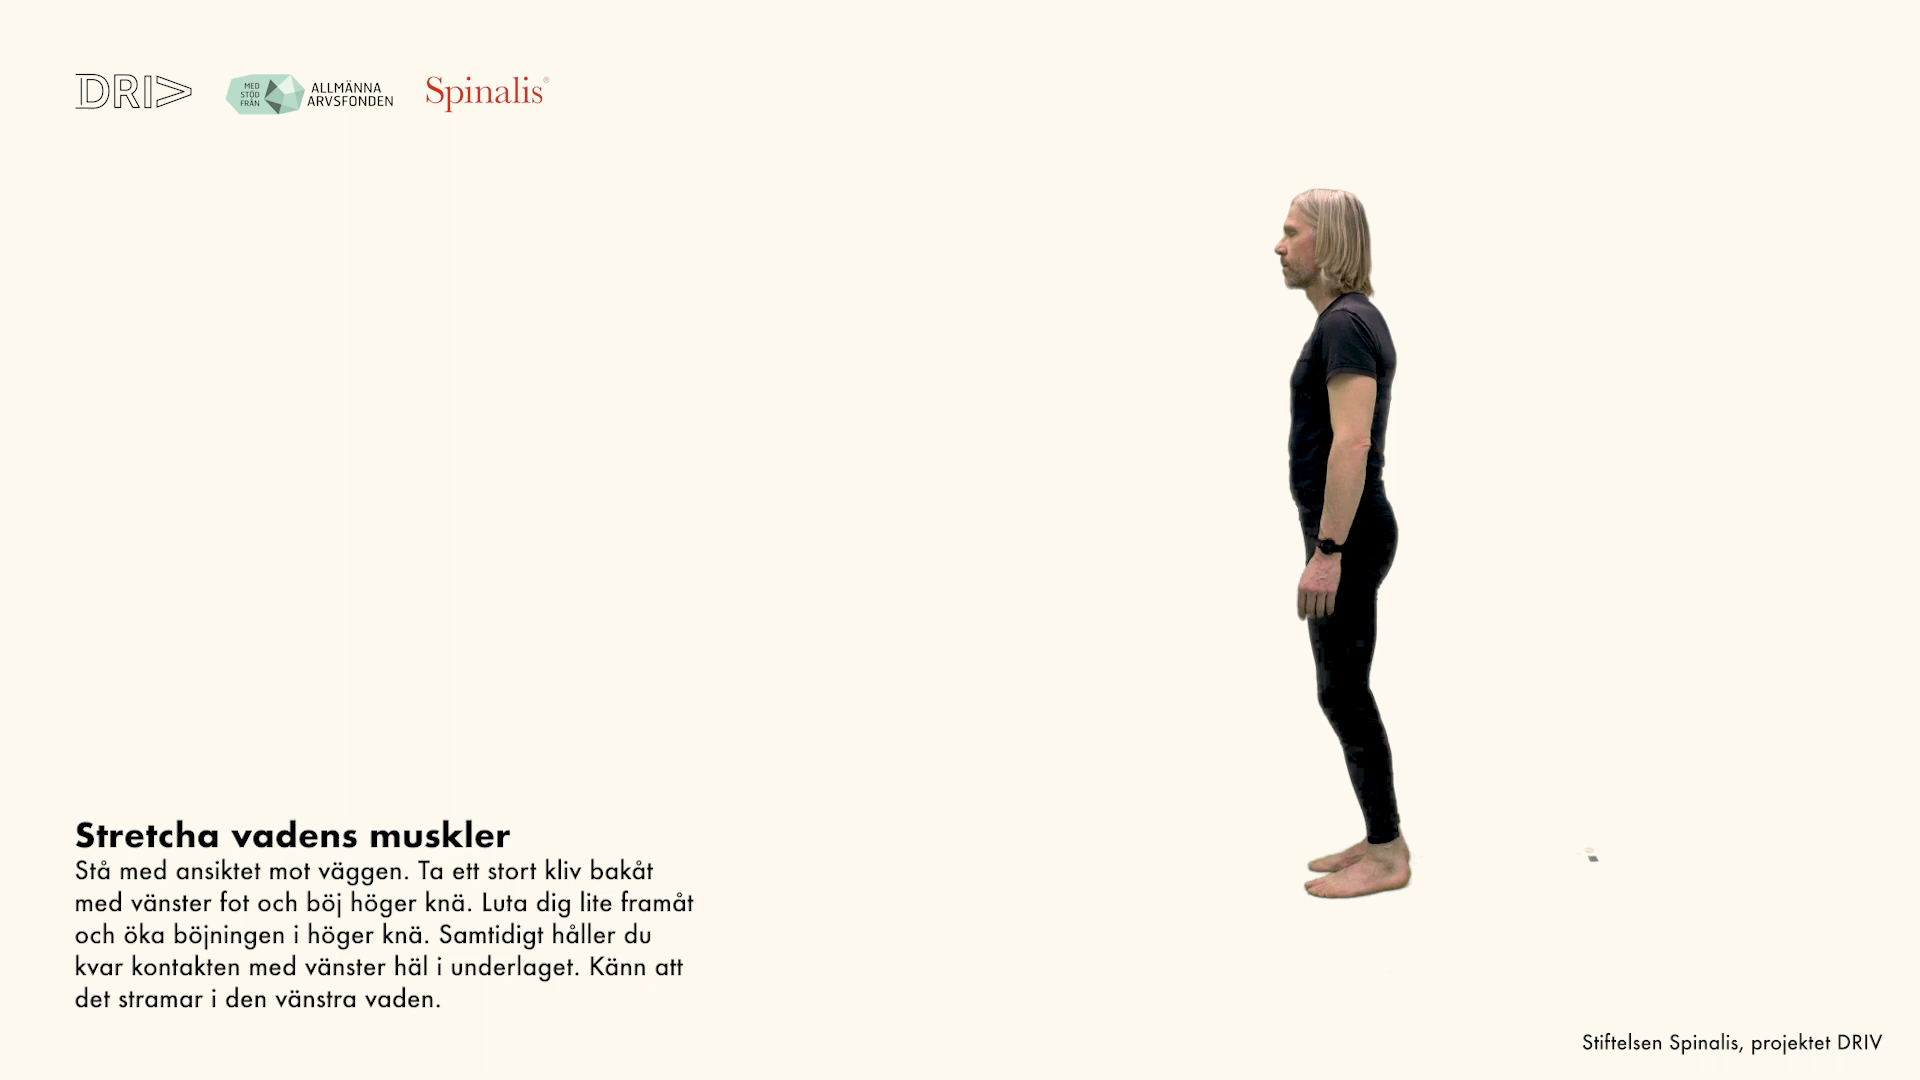 DRIV
MED
STÖD
FRÅN
ALLMÄNNA
ARVSFONDEN
Spinalis
Stretcha vadens muskler
Stå med ansiktet mot väggen. Ta ett stort kliv bakåt
med vänster fot och böj höger knä. Luta dig lite framåt
och öka böjningen i höger knä. Samtidigt håller du
kvar kontakten med vänster häl i underlaget. Känn att
det stramar i den vänstra vaden.
Stiftelsen Spinalis, projektet DRIV